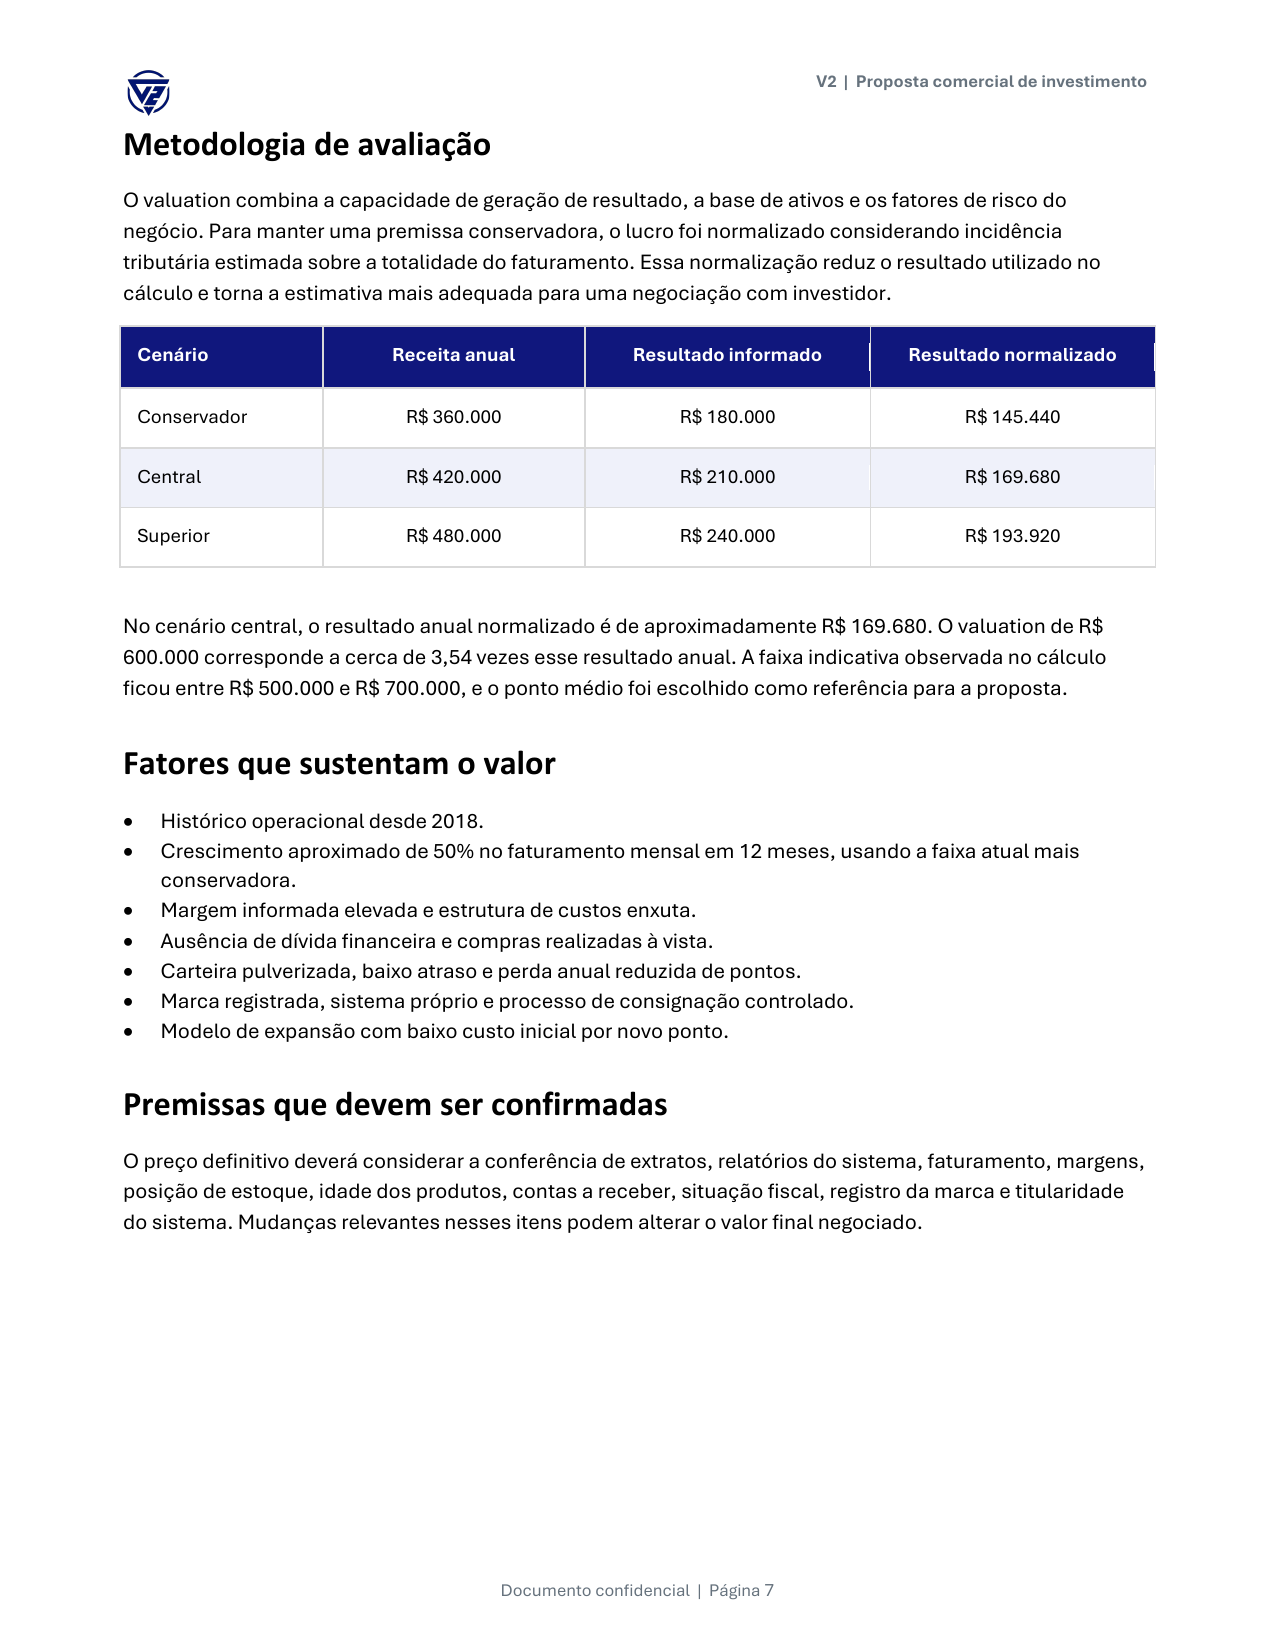 V2 | Proposta comercial de investimento
Metodologia de avaliação
O valuation combina a capacidade de geração de resultado, a base de ativos e os fatores de risco do
negócio. Para manter uma premissa conservadora, o lucro foi normalizado considerando incidência
tributária estimada sobre a totalidade do faturamento. Essa normalização reduz o resultado utilizado no
cálculo e torna a estimativa mais adequada para uma negociação com investidor.
Cenário Receita anual Resultado informado Resultado normalizado
Conservador R$ 360.000 R$ 180.000 R$ 145.440
Central R$ 420.000 R$ 210.000 R$ 169.680
Superior R$ 480.000 R$ 240.000 R$ 193.920
No cenário central, o resultado anual normalizado é de aproximadamente R$ 169.680. O valuation de R$
600.000 corresponde a cerca de 3,54 vezes esse resultado anual. A faixa indicativa observada no cálculo
ficou entre R$ 500.000 e R$ 700.000, e o ponto médio foi escolhido como referência para a proposta.
Fatores que sustentam o valor
• Histórico operacional desde 2018.
• Crescimento aproximado de 50% no faturamento mensal em 12 meses, usando a faixa atual mais
conservadora.
• Margem informada elevada e estrutura de custos enxuta.
• Ausência de dívida financeira e compras realizadas à vista.
• Carteira pulverizada, baixo atraso e perda anual reduzida de pontos.
• Marca registrada, sistema próprio e processo de consignação controlado.
• Modelo de expansão com baixo custo inicial por novo ponto.
Premissas que devem ser confirmadas
O preço definitivo deverá considerar a conferência de extratos, relatórios do sistema, faturamento, margens,
posição de estoque, idade dos produtos, contas a receber, situação fiscal, registro da marca e titularidade
do sistema. Mudanças relevantes nesses itens podem alterar o valor final negociado.
Documento confidencial | Página 7